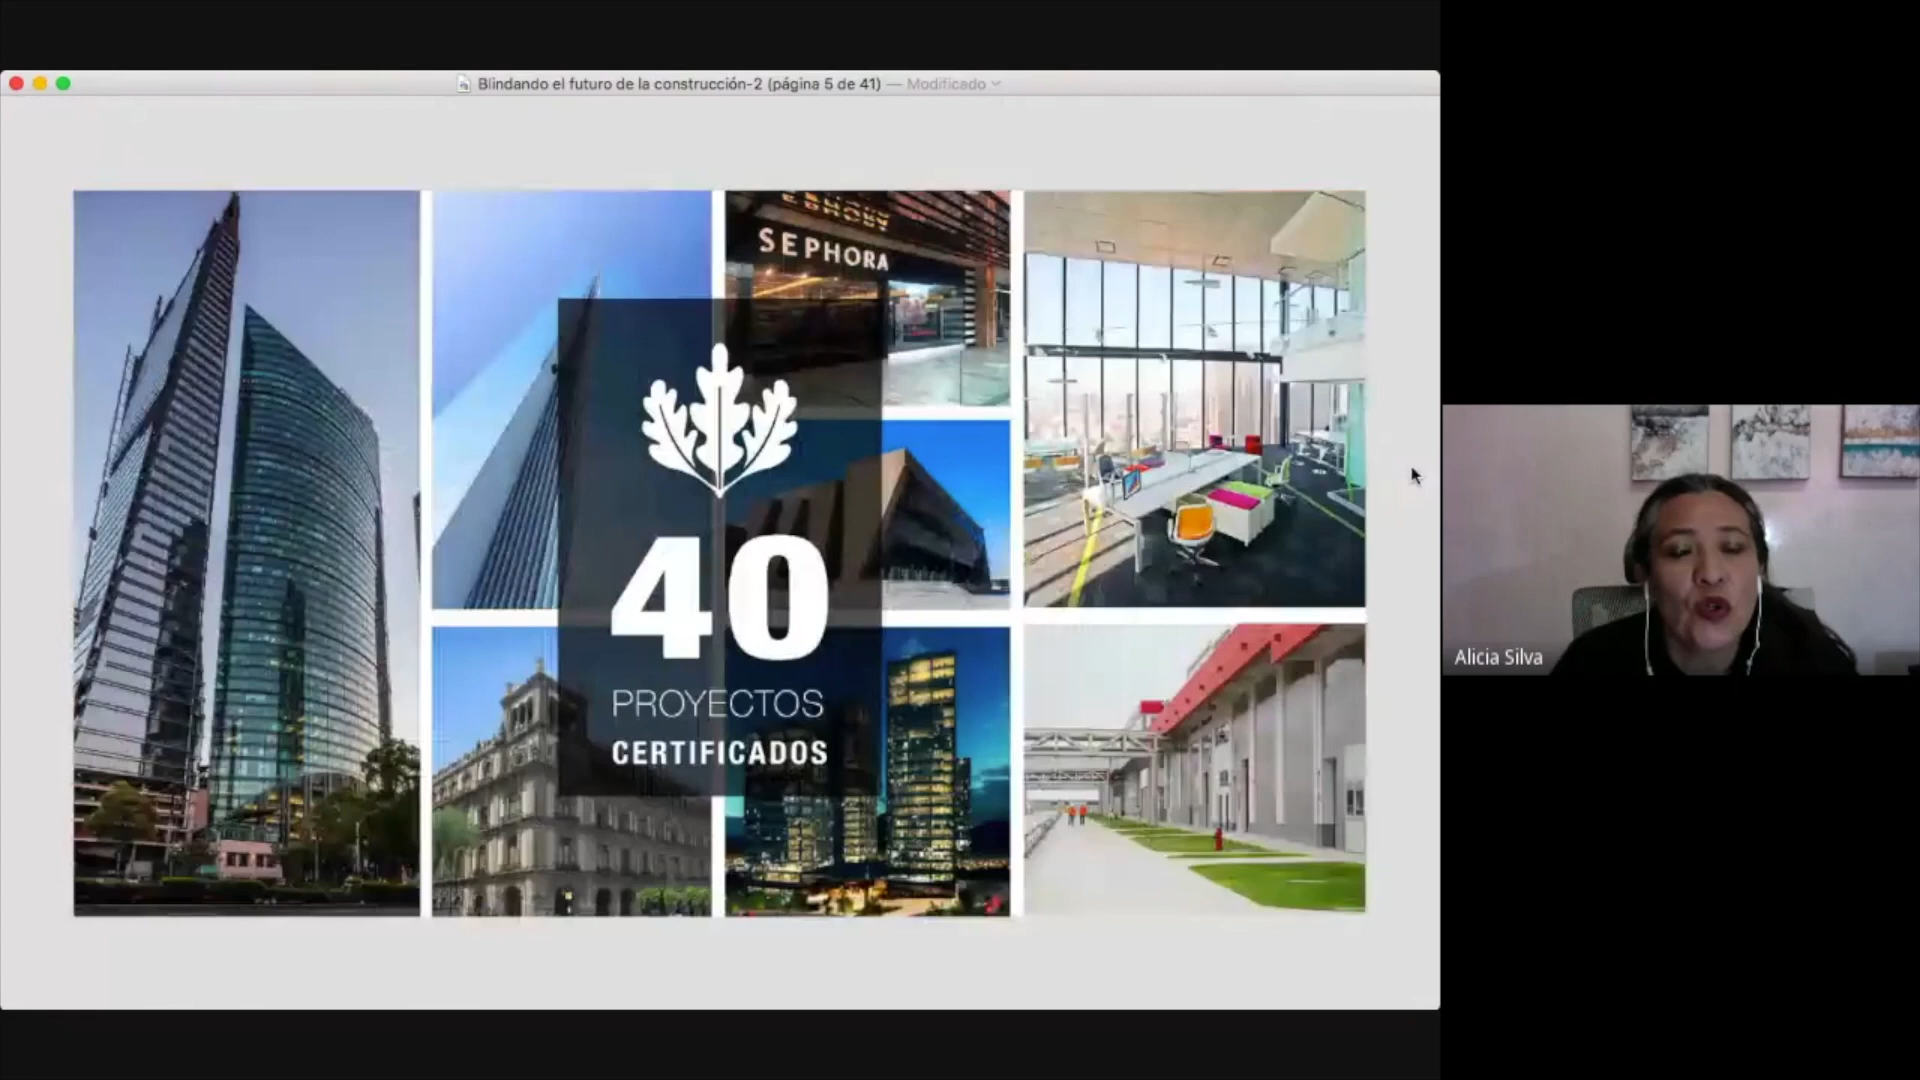 Blindando el futuro de la construcción-2 (página 5 de 41) — Modificado
SEPHORA
40
PROYECTOS
CERTIFICADOS
Alicia Silva